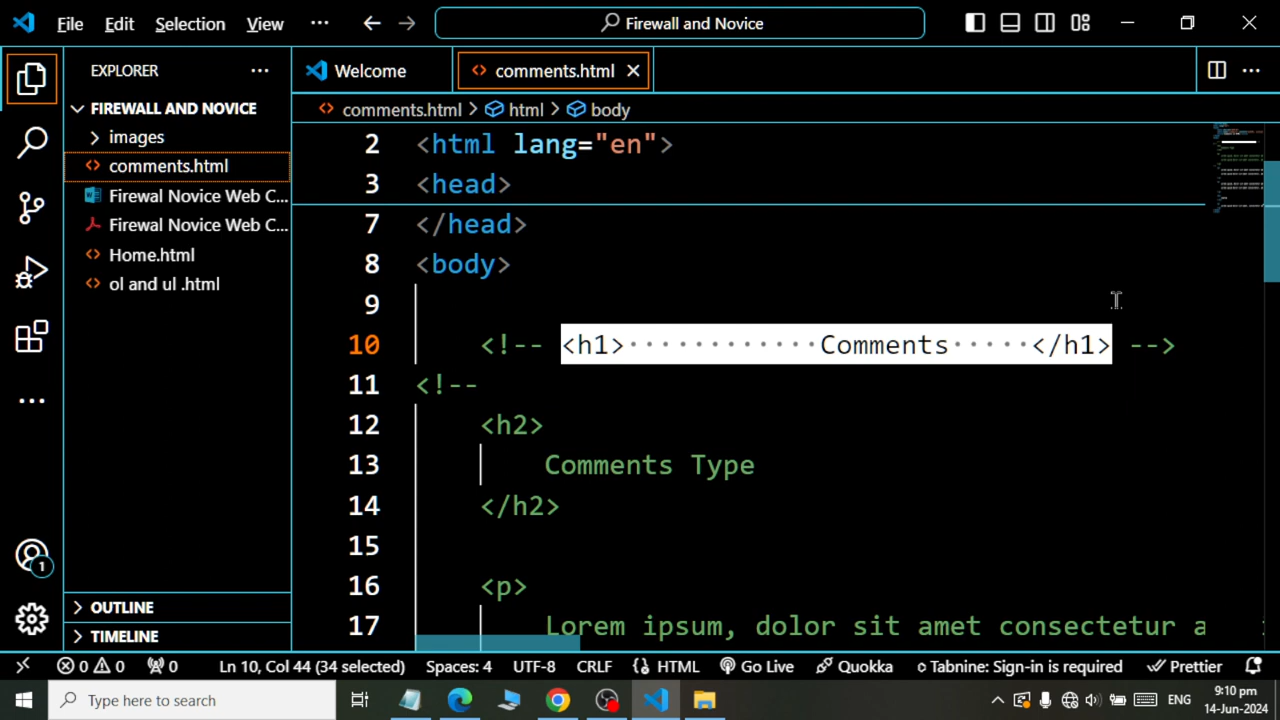 File Edit Selection View ··· Firewall and Novice
EXPLORER ···
Welcome comments.html
FIREWALL AND NOVICE
comments.html > html > body
images
comments.html
Firewal Novice Web C...
Firewal Novice Web C...
Home.html
ol and ul .html
2 <html lang="en">
3 <head>
7 </head>
8 <body>
9
10 <!-- <h1>············Comments·····</h1> -->
11 <!--
12 <h2>
13 Comments Type
14 </h2>
15
16 <p>
17 Lorem ipsum, dolor sit amet consectetur a
1
OUTLINE
TIMELINE
0 0 0 Ln 10, Col 44 (34 selected) Spaces: 4 UTF-8 CRLF HTML Go Live Quokka Tabnine: Sign-in is required Prettier
Type here to search
ENG
9:10 pm
14-Jun-2024